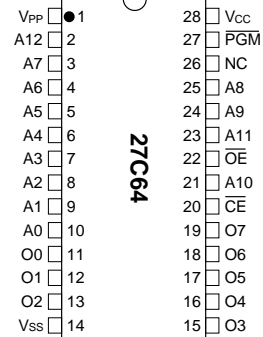 VPP 1 28 VCC
A12 2 27 PGM
A7 3 26 NC
A6 4 25 A8
A5 5 24 A9
A4 6 23 A11
A3 7 22 OE
A2 8 21 A10
A1 9 20 CE
A0 10 19 O7
O0 11 18 O6
O1 12 17 O5
O2 13 16 O4
VSS 14 15 O3
27C64